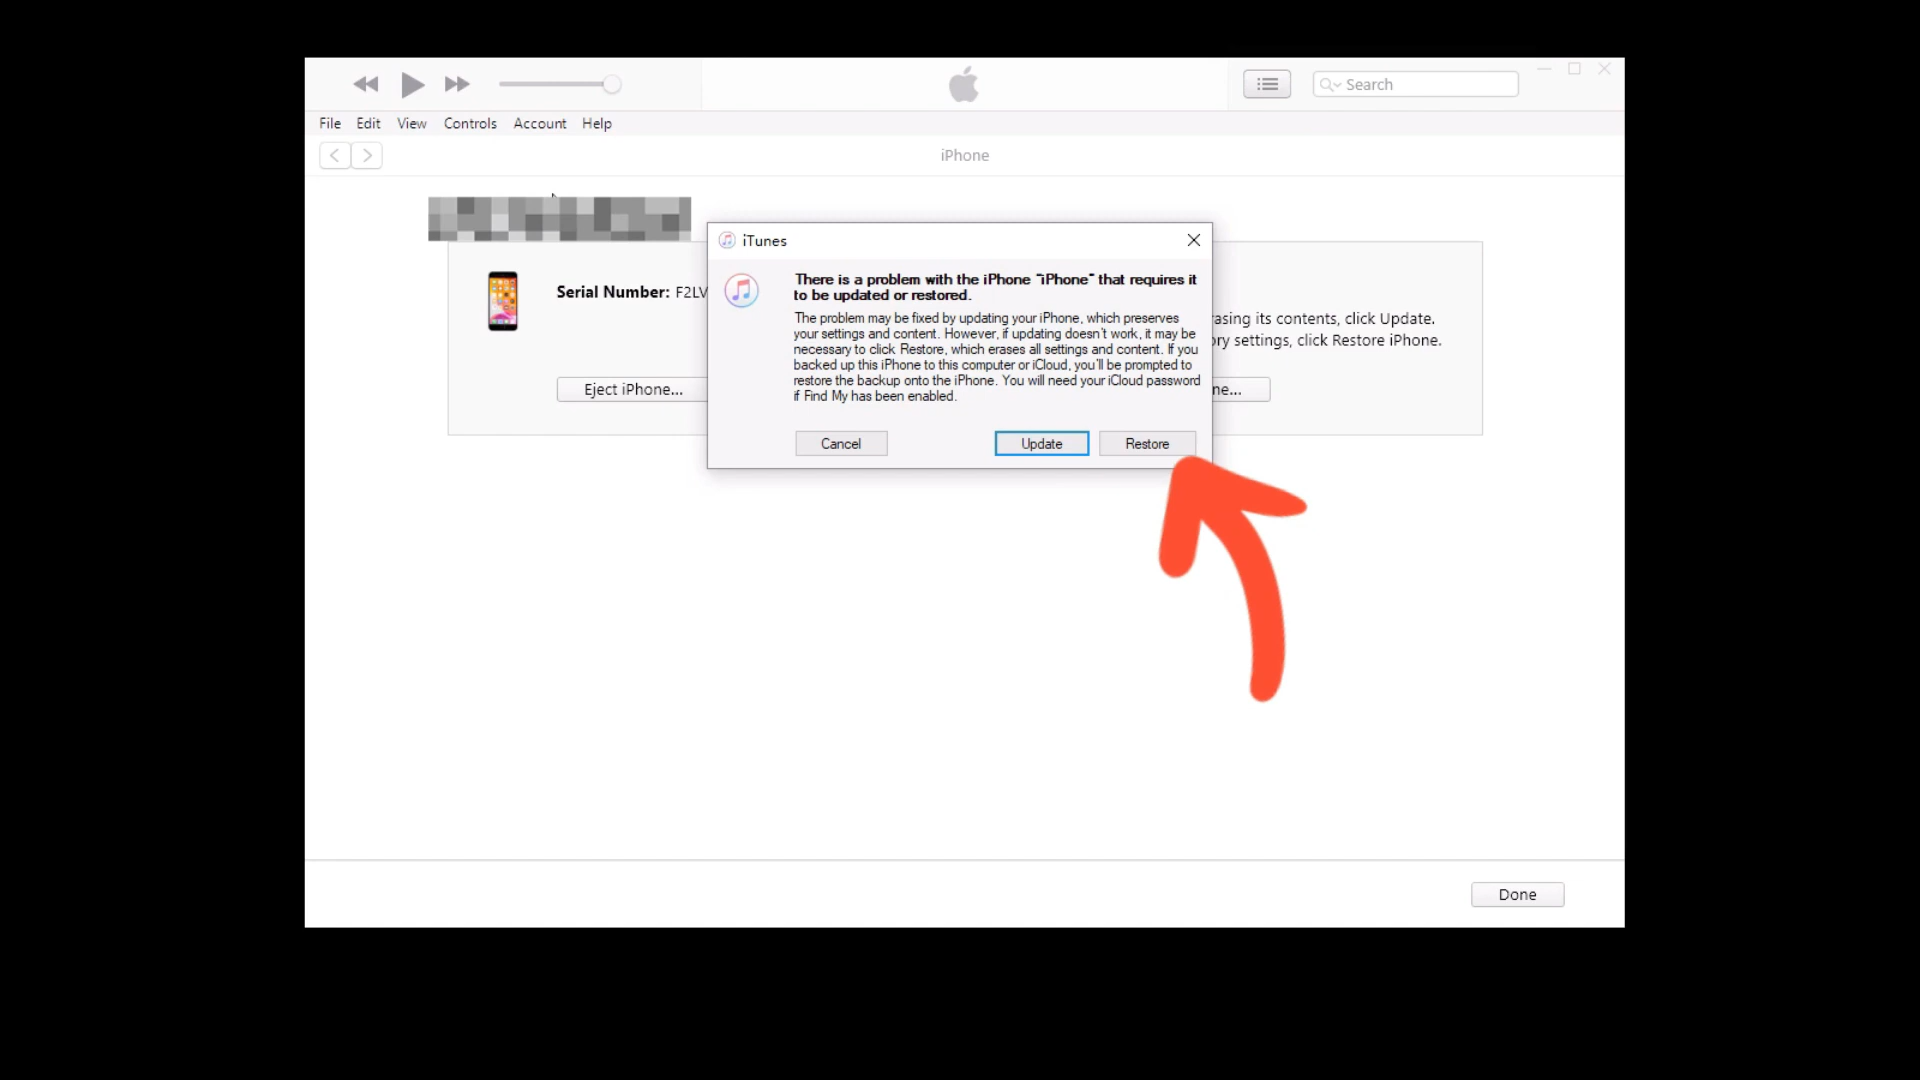 Search
File Edit View Controls Account Help
iPhone
iTunes
There is a problem with the iPhone “iPhone” that requires it
to be updated or restored.
The problem may be fixed by updating your iPhone, which preserves
your settings and content. However, if updating doesn't work, it may be
necessary to click Restore, which erases all settings and content. If you
backed up this iPhone to this computer or iCloud, you'll be prompted to
restore the backup onto the iPhone. You will need your iCloud password
if Find My has been enabled.
Cancel Update Restore
Serial Number: F2LV
asing its contents, click Update.
ory settings, click Restore iPhone.
Eject iPhone...
ne...
Done